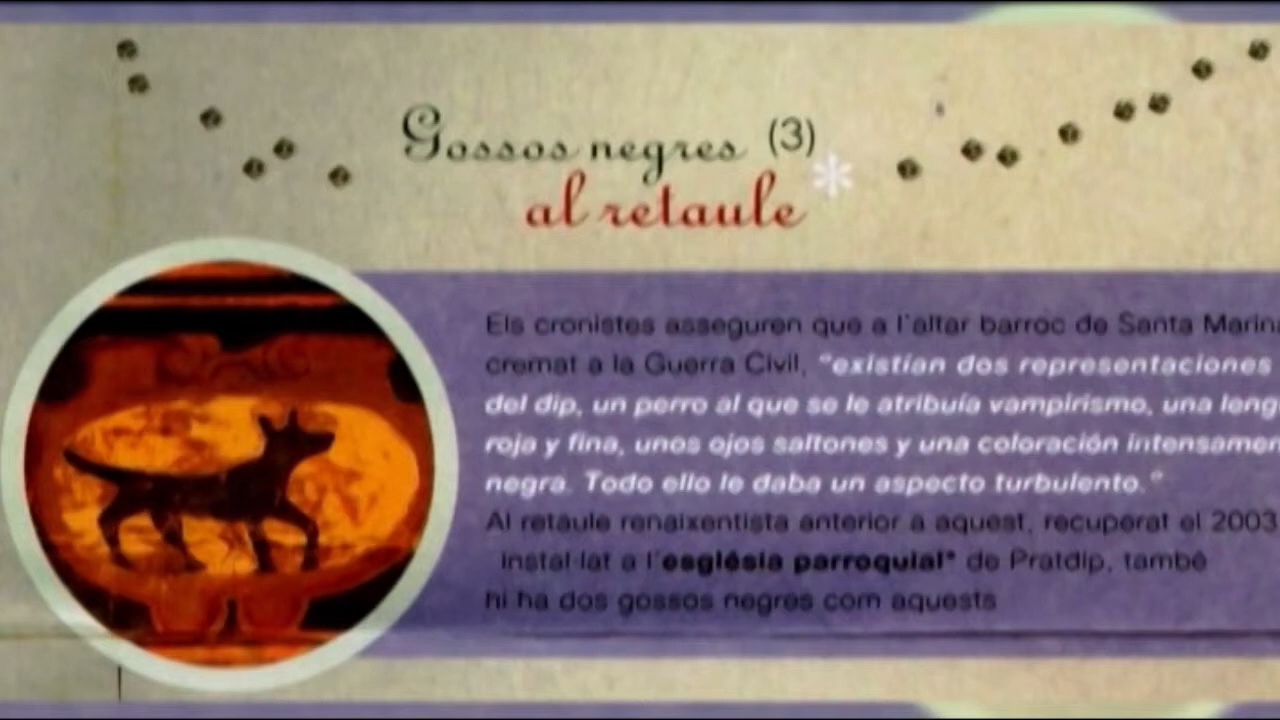 Gossos negres (3)
al retaule *
Els cronistes asseguren que a l'altar barroc de Santa Marin
cremat a la Guerra Civil, "existian dos representaciones
del dip, un perro al que se le atribuía vampirismo, una leng
roja y fina, unos ojos saltones y una coloración intensamen
negra. Todo ello le daba un aspecto turbulento."
Al retaule renaixentista anterior a aquest, recuperat el 2003
instal·lat a l'església parroquial* de Pratdip, també
hi ha dos gossos negres com aquests